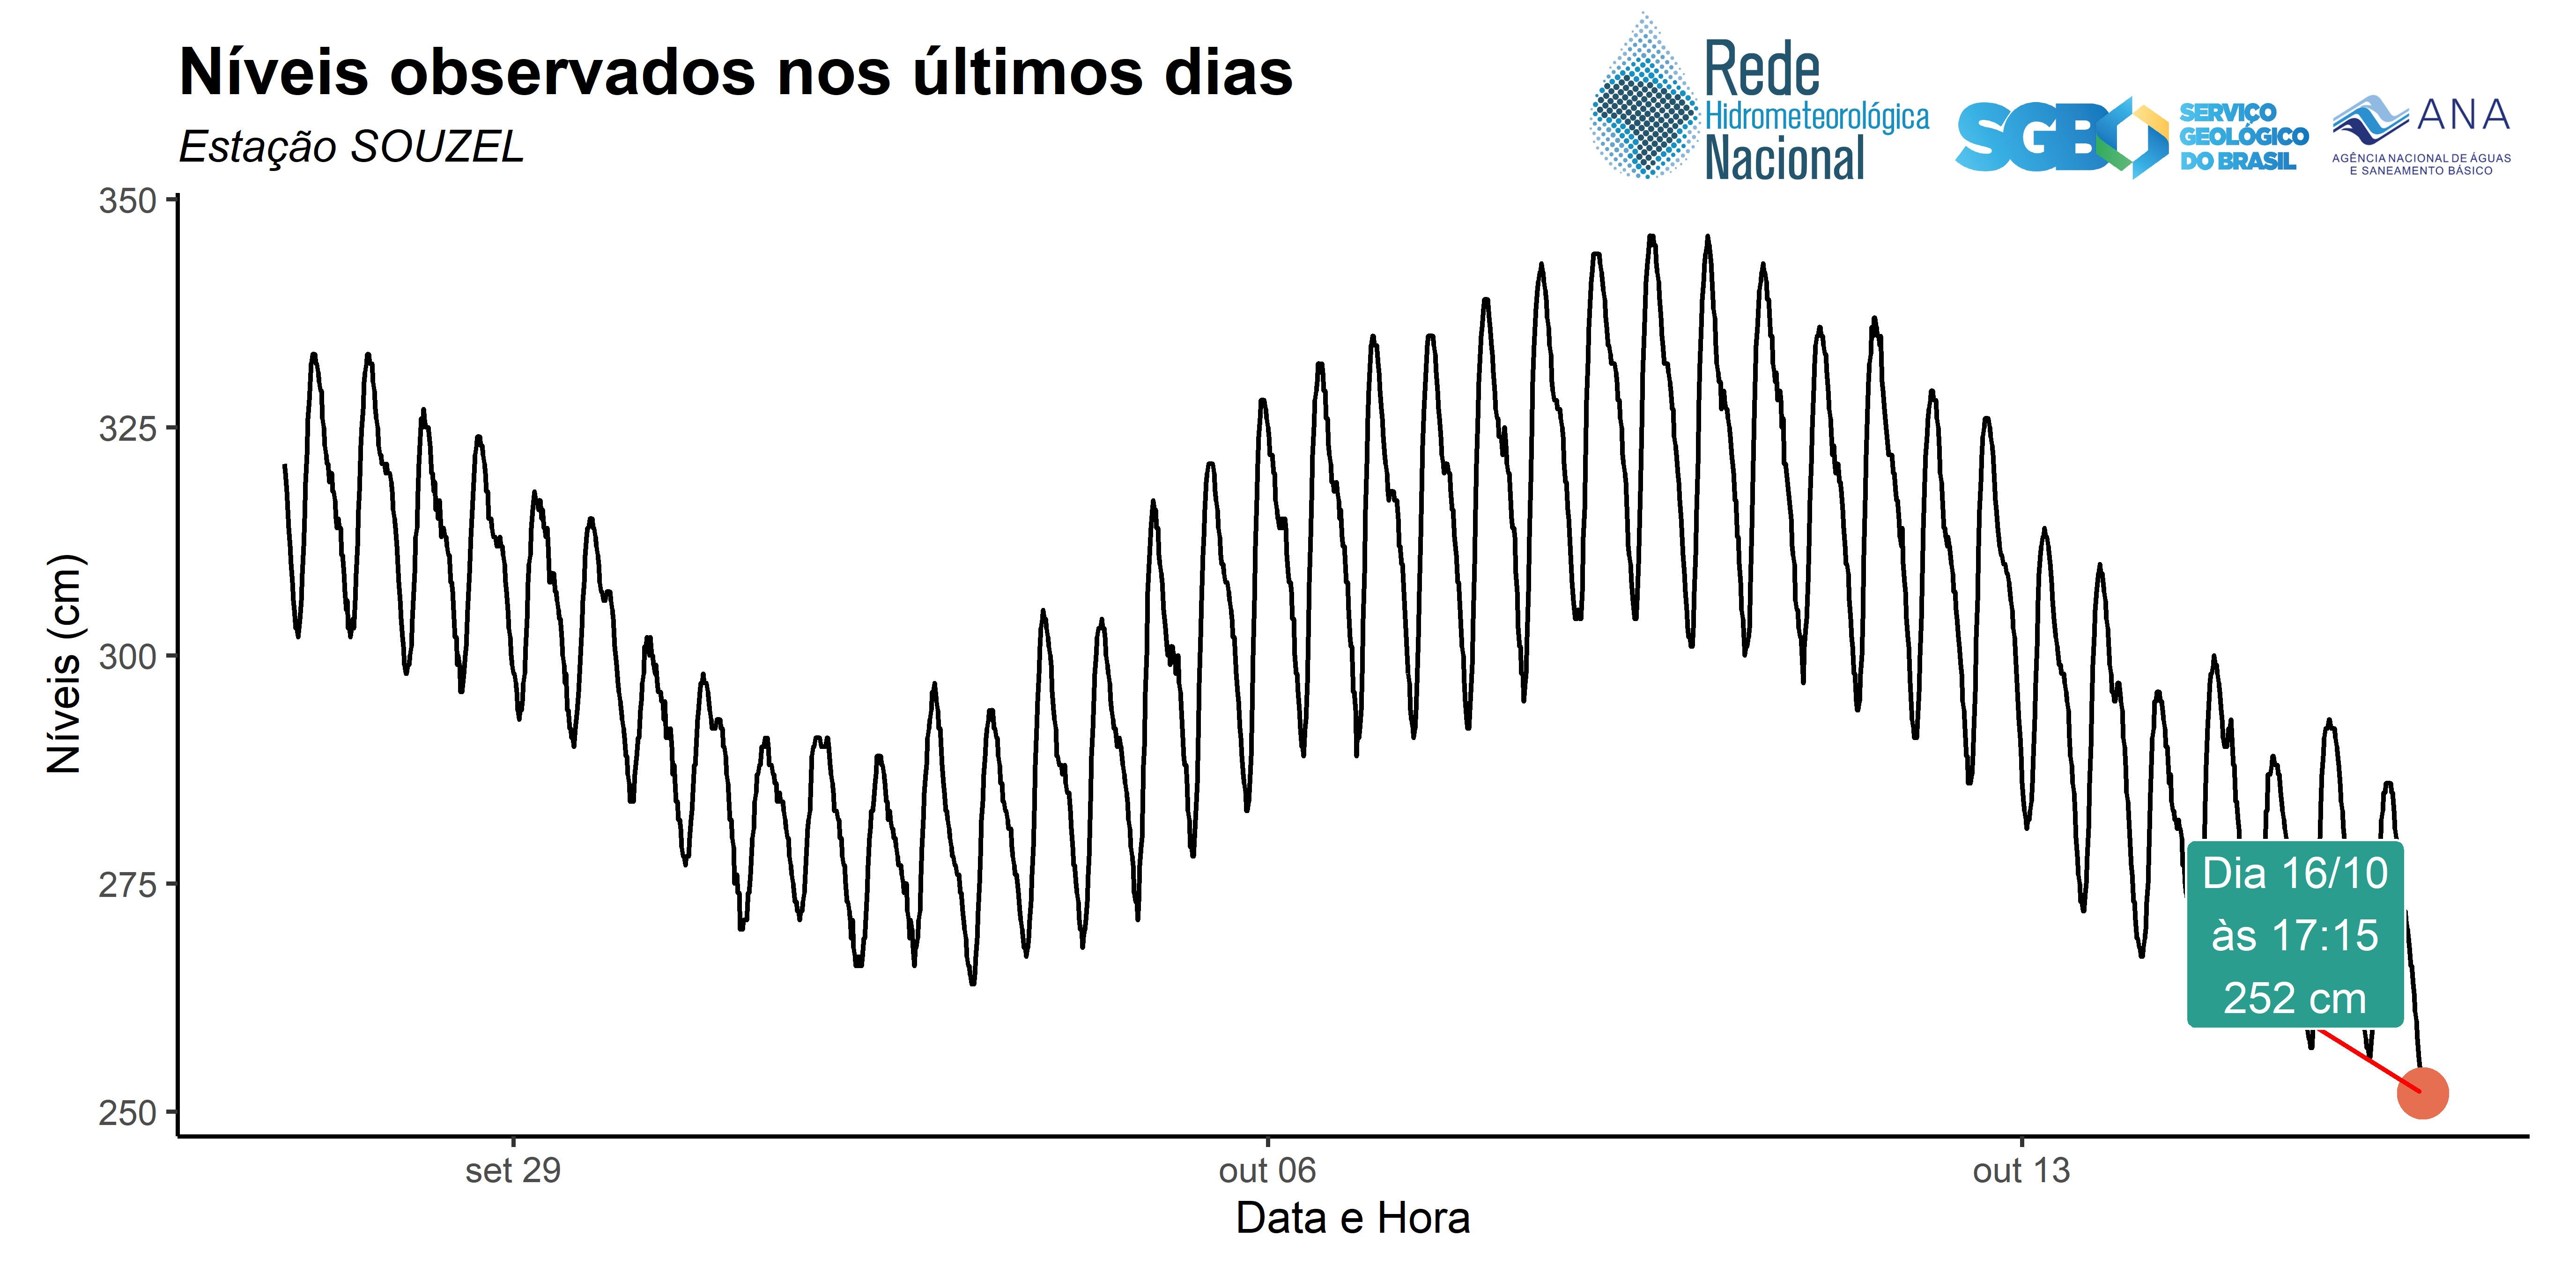 Níveis observados nos últimos dias
Estação SOUZEL
Rede
Hidrometeorológica
Nacional
SGB
SERVIÇO
GEOLÓGICO
DO BRASIL
ANA
AGÊNCIA NACIONAL DE ÁGUAS
E SANEAMENTO BÁSICO
Níveis (cm)
350
325
300
275
250
Dia 16/10
às 17:15
252 cm
set 29
out 06
out 13
Data e Hora